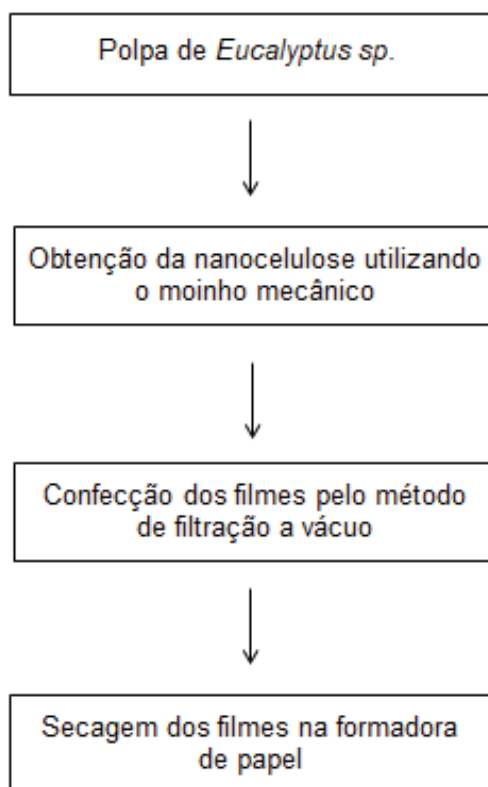 Polpa de Eucalyptus sp.
Obtenção da nanocelulose utilizando
o moinho mecânico
Confecção dos filmes pelo método
de filtração a vácuo
Secagem dos filmes na formadora
de papel